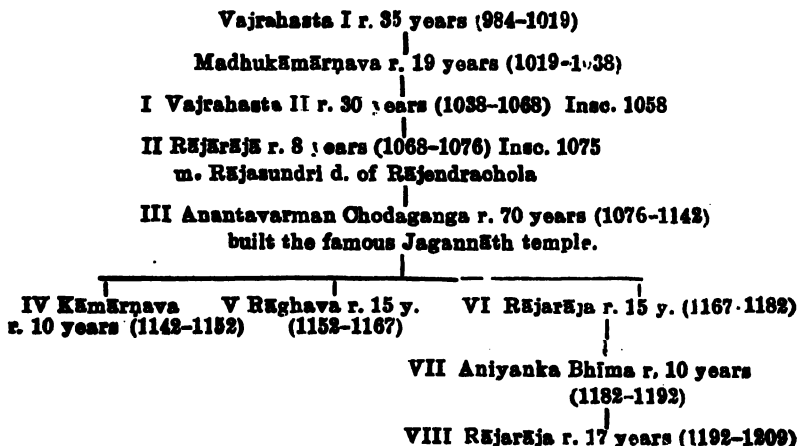 Vajrahasta I r. 35 years (984–1019)
Madhukāmārṇava r. 19 years (1019–1038)
I Vajrahasta II r. 30 years (1038–1068) Insc. 1058
II Rājarājā r. 8 years (1068–1076) Insc. 1075
m. Rājasundri d. of Rājendrachola
III Anantavarman Chodaganga r. 70 years (1076–1142)
built the famous Jagannāth temple.
IV Kāmārṇava V Rāghava r. 15 y. VI Rājarāja r. 15 y. (1167–1182)
r. 10 years (1142–1152) (1152–1167)
VII Aniyanka Bhīma r. 10 years
(1182–1192)
VIII Rājarāja r. 17 years (1192–1209)